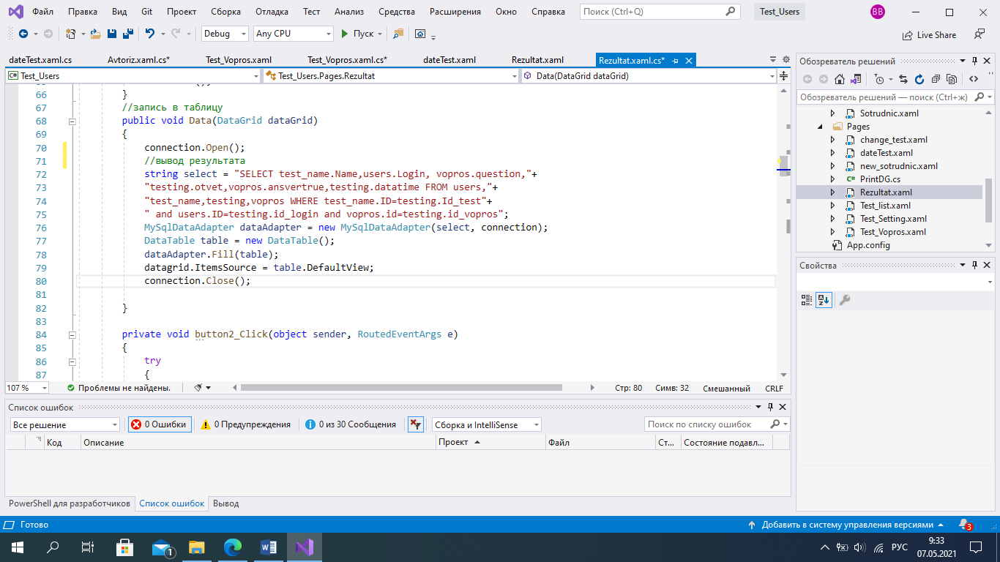 Файл Правка Вид Git Проект Сборка Отладка Тест Анализ Средства Расширения Окно Справка Поиск (Ctrl+Q) Test_Users BB
Debug Any CPU Пуск Live Share
dateTest.xaml.cs Avtoriz.xaml.cs* Test_Vopros.xaml Test_Vopros.xaml.cs* dateTest.xaml Rezultat.xaml Rezultat.xaml.cs*
Test_Users Test_Users.Pages.Rezultat Data(DataGrid dataGrid)
66 }
67 //запись в таблицу
68 public void Data(DataGrid dataGrid)
69 {
70 connection.Open();
71 //вывод результата
72 string select = "SELECT test_name.Name,users.Login, vopros.question,"+
73 "testing.otvet,vopros.ansvertrue,testing.datatime FROM users,"+
74 "test_name,testing,vopros WHERE test_name.ID=testing.Id_test"+
75 " and users.ID=testing.id_login and vopros.id=testing.id_vopros";
76 MySqlDataAdapter dataAdapter = new MySqlDataAdapter(select, connection);
77 DataTable table = new DataTable();
78 dataAdapter.Fill(table);
79 datagrid.ItemsSource = table.DefaultView;
80 connection.Close();
81
82 }
83
84 private void button2_Click(object sender, RoutedEventArgs e)
85 {
86 try
87 {
107 % Проблемы не найдены. Стр: 80 Симв: 32 Смешанный CRLF
Список ошибок
Все решение 0 Ошибки 0 Предупреждения 0 из 30 Сообщения Сборка и IntelliSense Поиск по списку ошибок
Код Описание Проект Файл Ст... Состояние подавл...
PowerShell для разработчиков Список ошибок Вывод
Обозреватель решений
Обозреватель решений — поиск (Ctrl+ж)
Sotrudnic.xaml
Pages
change_test.xaml
dateTest.xaml
new_sotrudnic.xaml
C# PrintDG.cs
Rezultat.xaml
Test_list.xaml
Test_Setting.xaml
Test_Vopros.xaml
App.config
Свойства
Готово Добавить в систему управления версиями 3
1 РУС 9:33
07.05.2021